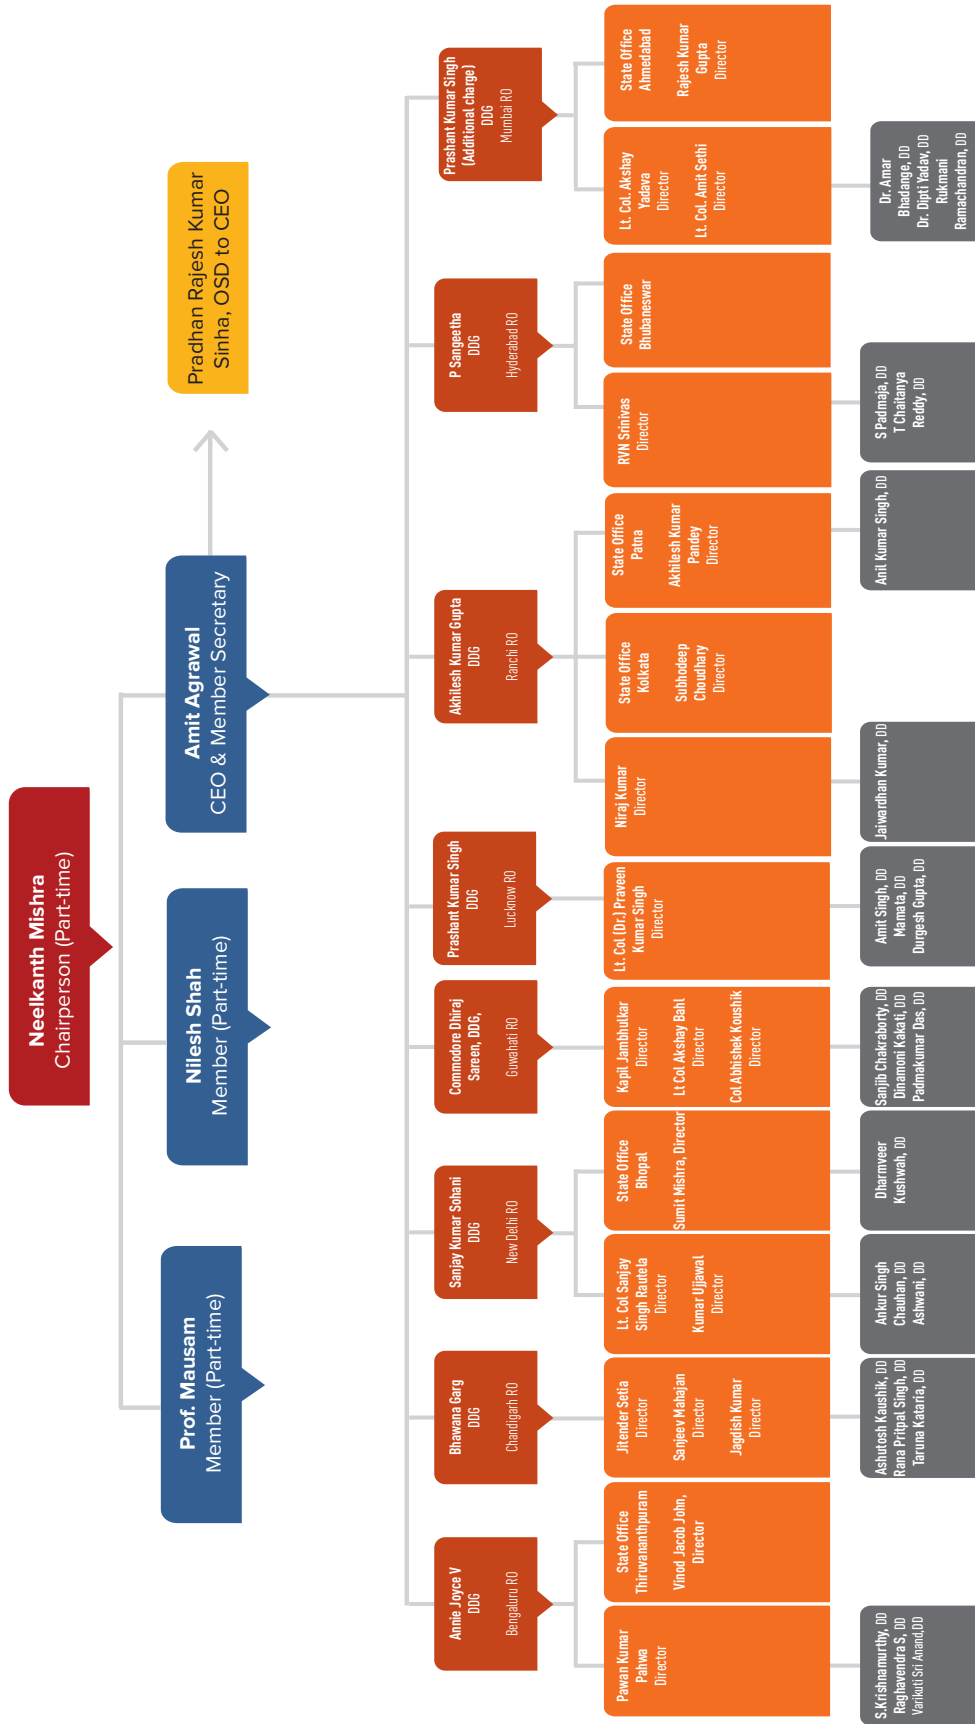 Neelkanth Mishra
Chairperson (Part-time)
Prof. Mausam
Member (Part-time)
Nilesh Shah
Member (Part-time)
Amit Agrawal
CEO & Member Secretary
Pradhan Rajesh Kumar
Sinha, OSD to CEO
Annie Joyce V
DDG
Bengaluru RO
Bhawana Garg
DDG
Chandigarh RO
Sanjay Kumar Sohani
DDG
New Delhi RO
Commodore Dhiraj
Sareen, DDG,
Guwahati RO
Prashant Kumar Singh
DDG
Lucknow RO
Akhilesh Kumar Gupta
DDG
Ranchi RO
P Sangeetha
DDG
Hyderabad RO
Prashant Kumar Singh
(Additional charge)
DDG
Mumbai RO
Pawan Kumar
Pahwa
Director
State Office
Thiruvananthpuram
Vinod Jacob John,
Director
Jitender Setia
Director
Sanjeev Mahajan
Director
Jagdish Kumar
Director
Lt. Col Sanjay
Singh Rautela
Director
Kumar Ujjawal
Director
State Office
Bhopal
Sumit Mishra, Director
Kapil Jambhulkar
Director
Lt Col Akshay Bahl
Director
Col Abhishek Koushik
Director
Lt. Col (Dr.) Praveen
Kumar Singh
Director
Niraj Kumar
Director
State Office
Kolkata
Subhodeep
Choudhary
Director
State Office
Patna
Akhilesh Kumar
Pandey
Director
RVN Srinivas
Director
State Office
Bhubaneswar
Lt. Col. Akshay
Yadava
Director
Lt. Col. Amit Sethi
Director
State Office
Ahmedabad
Rajesh Kumar
Gupta
Director
S.Krishnamurthy, DD
Raghavendra S, DD
Varikuti Sri Anand,DD
Ashutosh Kaushik, DD
Rana Pritpal Singh, DD
Taruna Kataria, DD
Ankur Singh
Chauhan, DD
Ashwani, DD
Dharmveer
Kushwah, DD
Sanjib Chakraborty, DD
Dinamoni Kakati, DD
Padmakumar Das, DD
Amit Singh, DD
Mamata, DD
Durgesh Gupta, DD
Jaiwardhan Kumar, DD
Anil Kumar Singh, DD
S Padmaja, DD
T Chaitanya
Reddy, DD
Dr. Amar
Bhadange, DD
Dr. Dipti Yadav, DD
Rukmani
Ramachandran, DD